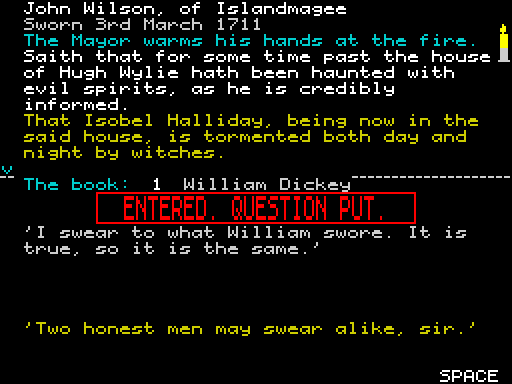 John Wilson, of Islandmagee
Sworn 3rd March 1711
The Mayor warms his hands at the fire.
Saith that for some time past the house
of Hugh Wylie hath been haunted with
evil spirits, as he is credibly
informed.
That Isobel Halliday, being now in the
said house, is tormented both day and
night by witches.
v
The book: 1 William Dickey
ENTERED. QUESTION PUT.
'I swear to what William swore. It is
true, so it is the same.'
'Two honest men may swear alike, sir.'
SPACE